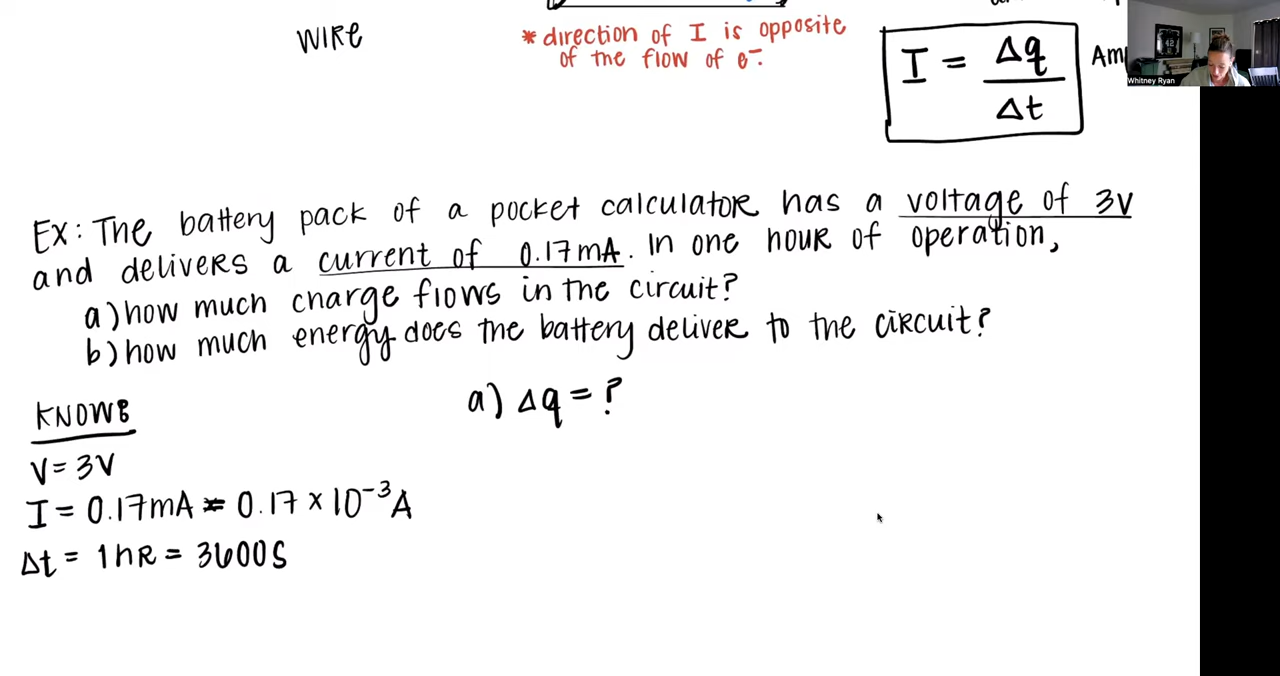 WIRE
* direction of I is opposite
of the flow of e⁻.
I = Δq
Δt
Whitney Ryan
Ex: The battery pack of a pocket calculator has a voltage of 3V
and delivers a current of 0.17mA. In one hour of operation,
a) how much charge flows in the circuit?
b) how much energy does the battery deliver to the circuit?
KNOWS
a) Δq = ?
V = 3V
I = 0.17mA = 0.17 × 10⁻³A
Δt = 1hR = 3600S